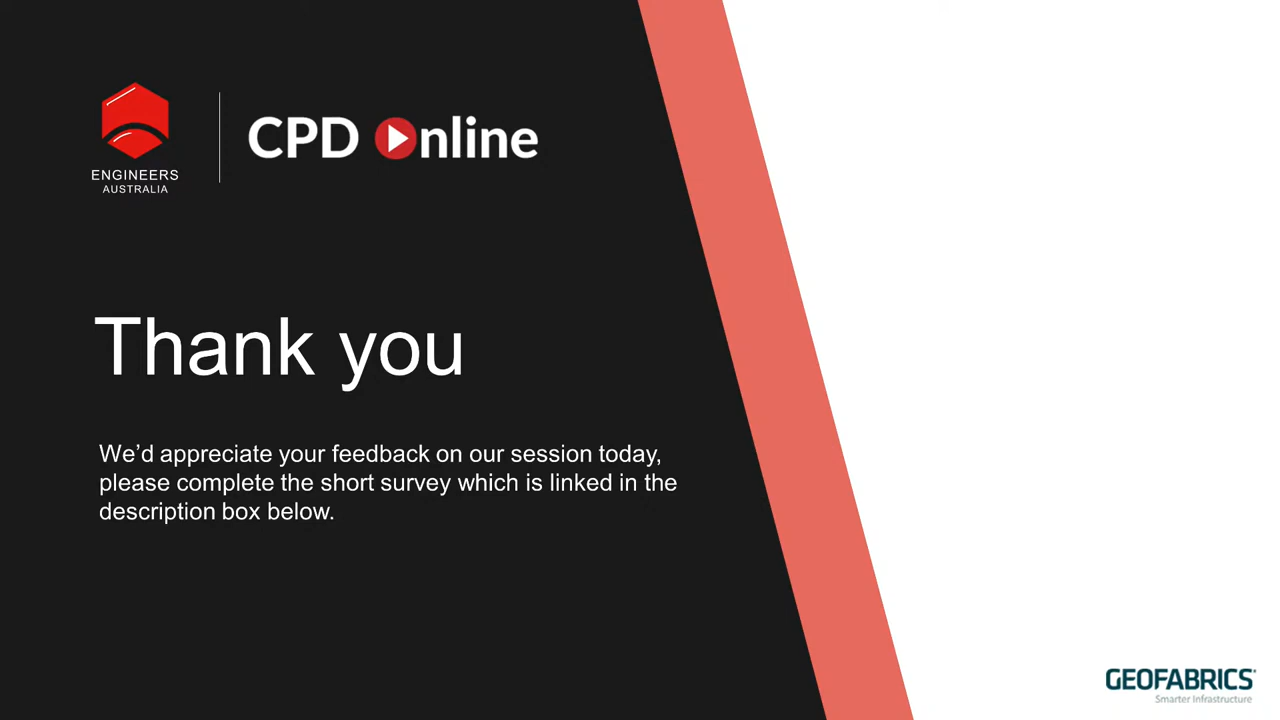 ENGINEERS
AUSTRALIA
CPD Online
Thank you
We’d appreciate your feedback on our session today,
please complete the short survey which is linked in the
description box below.
GEOFABRICS®
Smarter Infrastructure